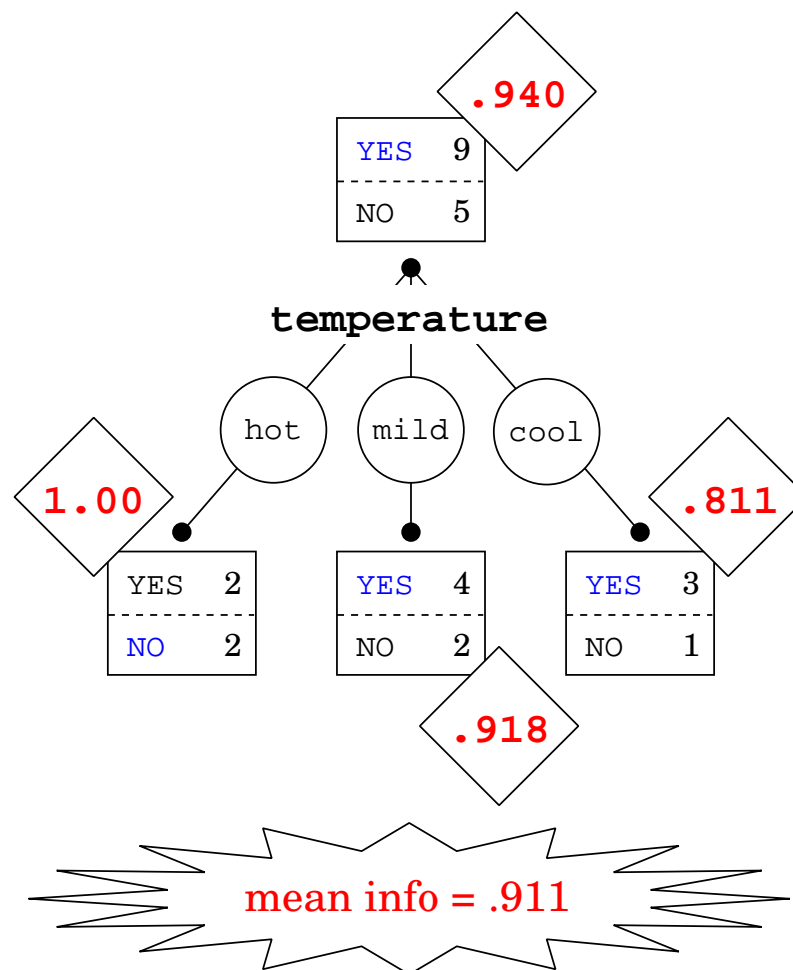 .940
YES 9
NO 5
temperature
hot mild cool
1.00 .811
YES 2 YES 4 YES 3
NO 2 NO 2 NO 1
.918
mean info = .911